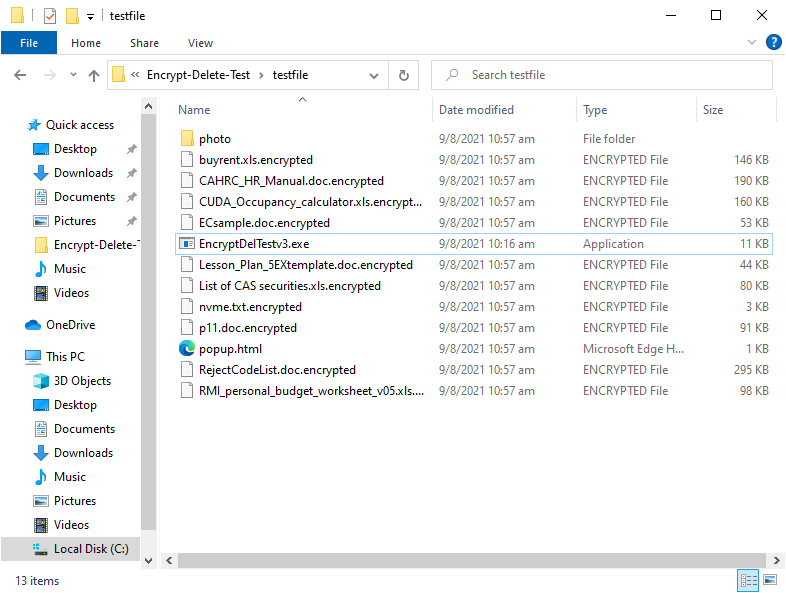 testfile
File Home Share View
« Encrypt-Delete-Test › testfile Search testfile
Name Date modified Type Size
Quick access
Desktop
Downloads
Documents
Pictures
Encrypt-Delete-T
Music
Videos
OneDrive
This PC
3D Objects
Desktop
Documents
Downloads
Music
Pictures
Videos
Local Disk (C:)
photo 9/8/2021 10:57 am File folder
buyrent.xls.encrypted 9/8/2021 10:57 am ENCRYPTED File 146 KB
CAHRC_HR_Manual.doc.encrypted 9/8/2021 10:57 am ENCRYPTED File 190 KB
CUDA_Occupancy_calculator.xls.encrypt... 9/8/2021 10:57 am ENCRYPTED File 160 KB
ECsample.doc.encrypted 9/8/2021 10:57 am ENCRYPTED File 53 KB
EncryptDelTestv3.exe 9/8/2021 10:16 am Application 11 KB
Lesson_Plan_5EXtemplate.doc.encrypted 9/8/2021 10:57 am ENCRYPTED File 44 KB
List of CAS securities.xls.encrypted 9/8/2021 10:57 am ENCRYPTED File 80 KB
nvme.txt.encrypted 9/8/2021 10:57 am ENCRYPTED File 3 KB
p11.doc.encrypted 9/8/2021 10:57 am ENCRYPTED File 91 KB
popup.html 9/8/2021 10:57 am Microsoft Edge H... 1 KB
RejectCodeList.doc.encrypted 9/8/2021 10:57 am ENCRYPTED File 295 KB
RMI_personal_budget_worksheet_v05.xls.... 9/8/2021 10:57 am ENCRYPTED File 98 KB
13 items